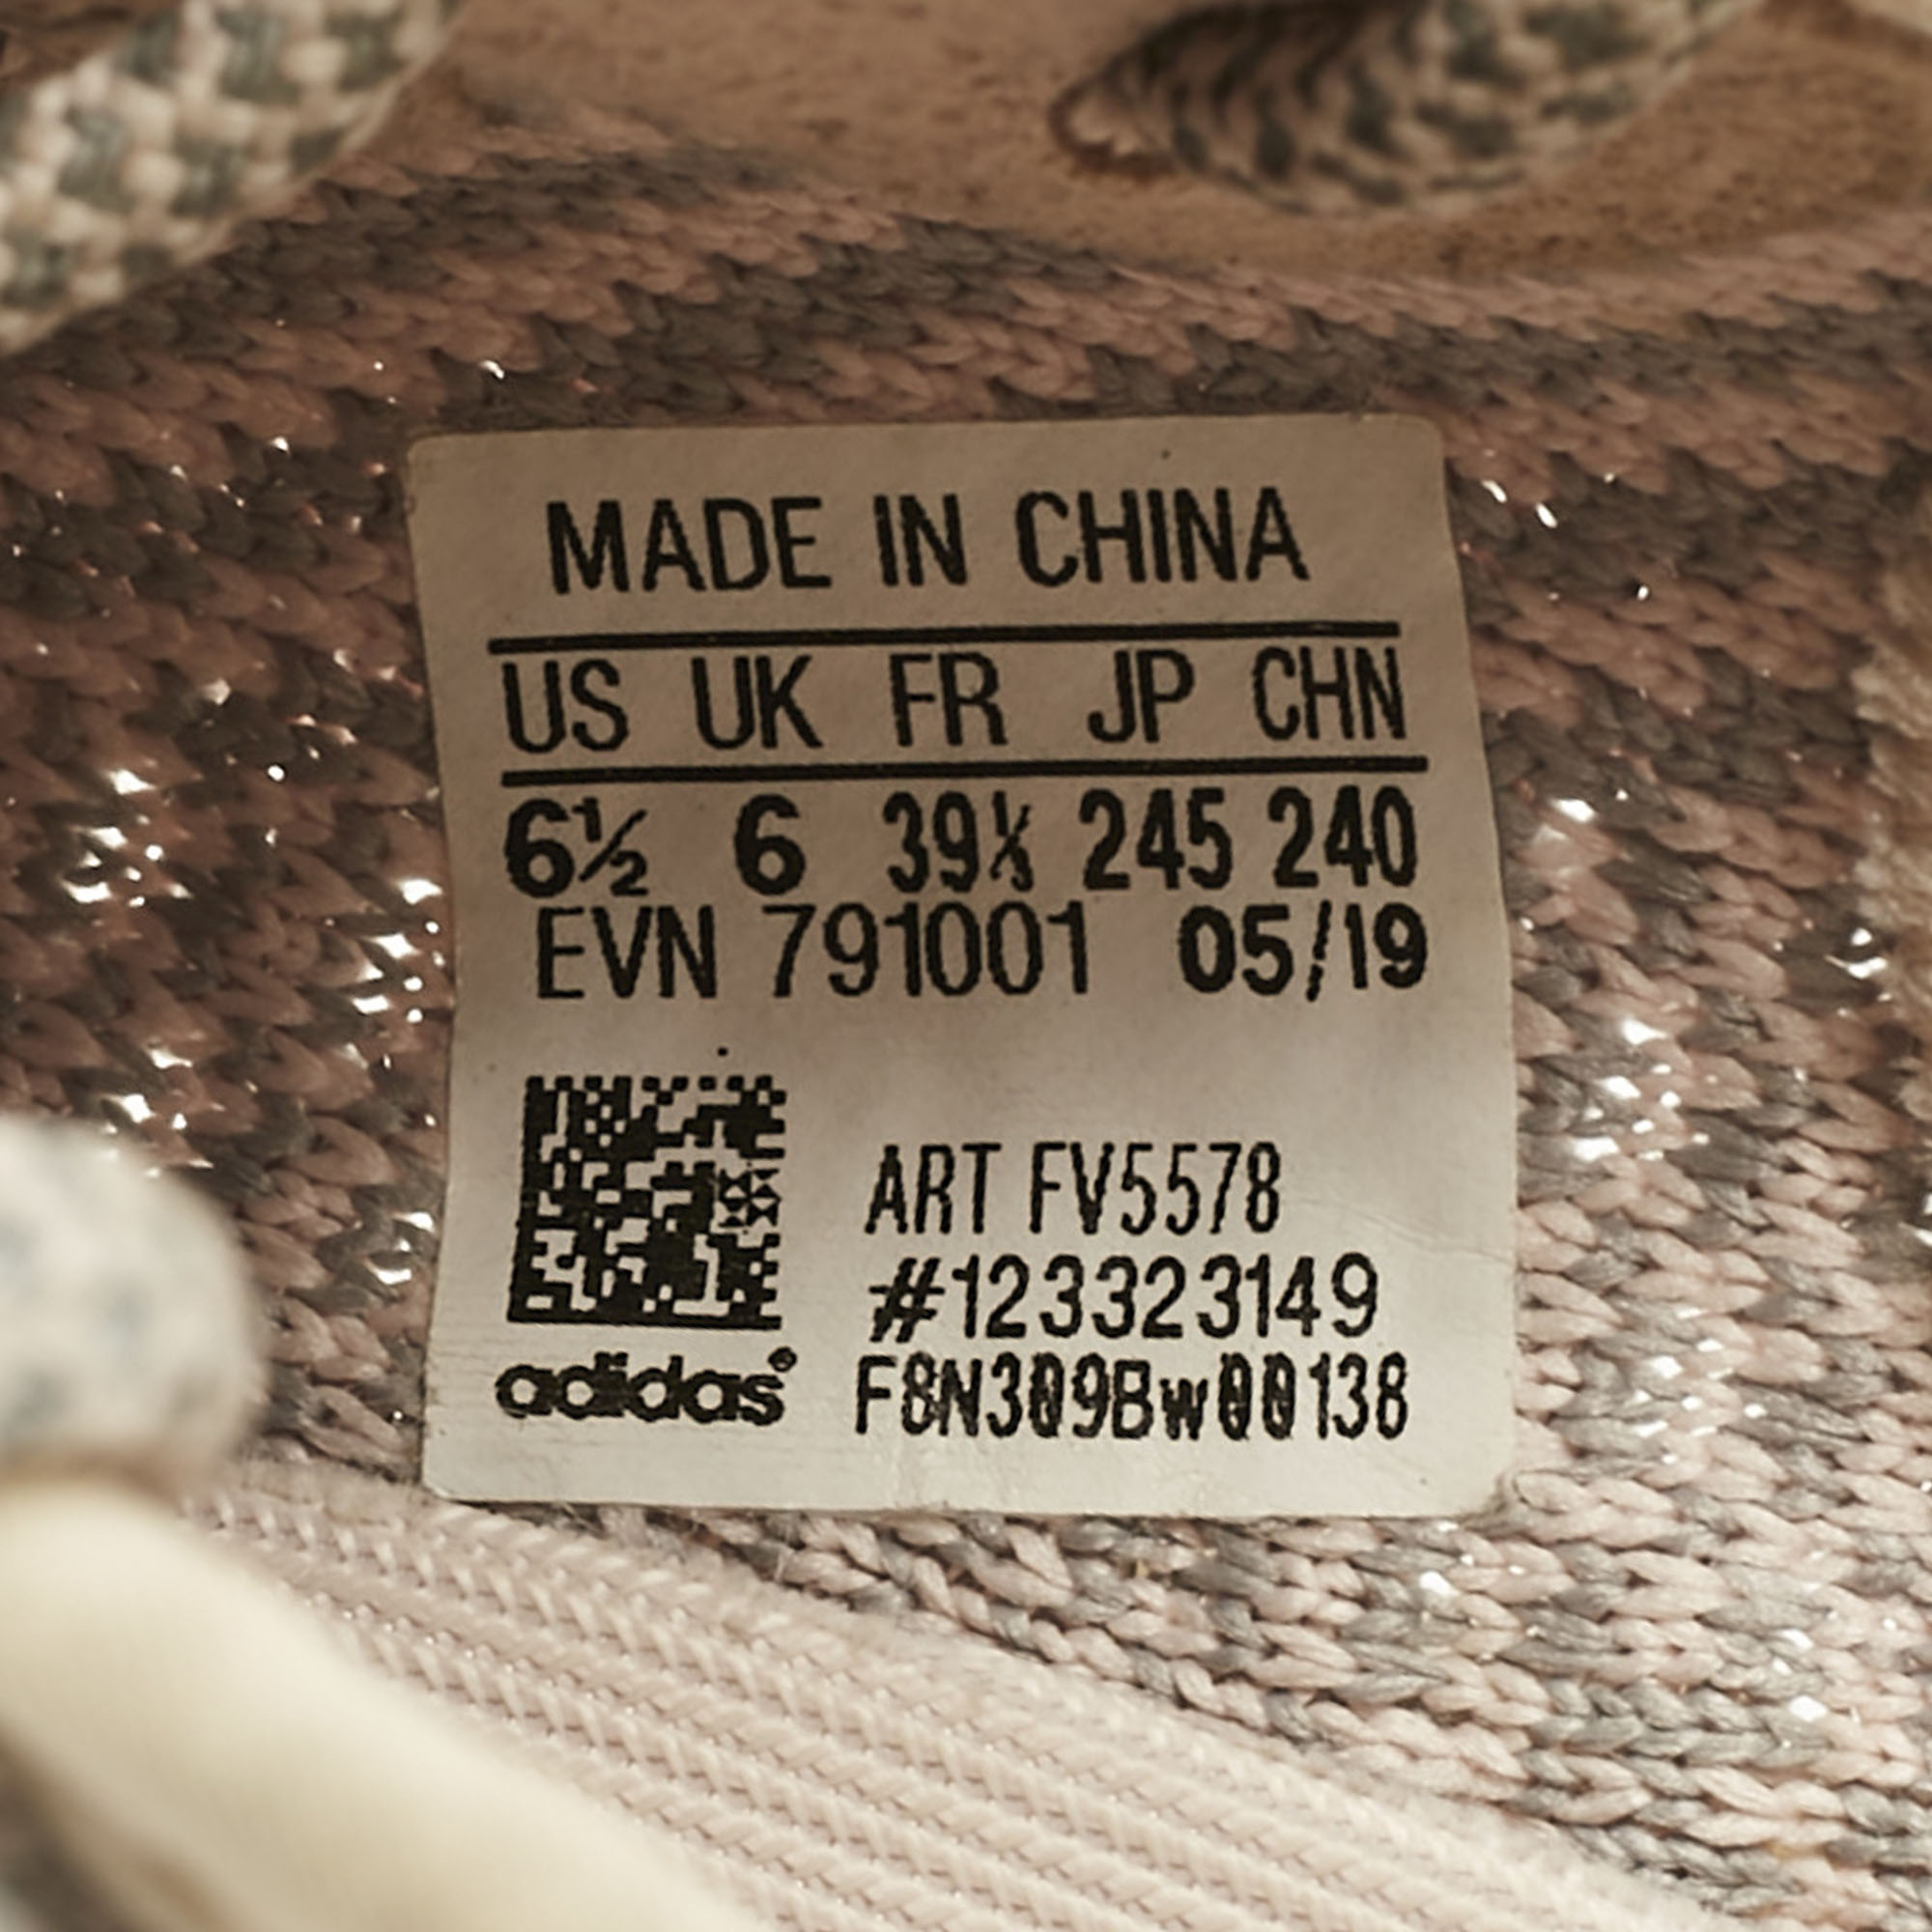 MADE IN CHINA
US UK FR JP CHN
6½ 6 39⅓ 245 240
EVN 791001 05/19
ART FV5578
#123323149
adidas® F8N309Bw00138